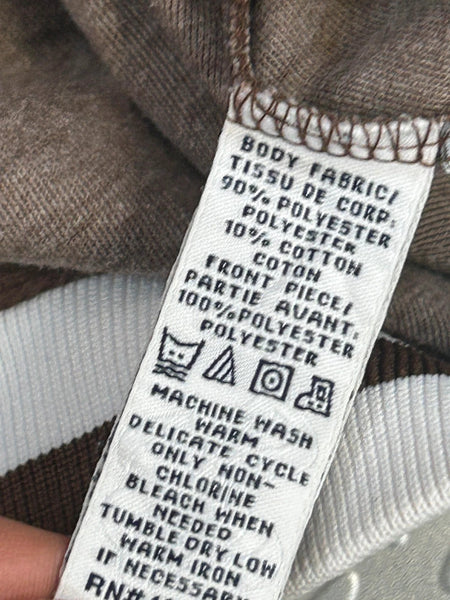 BODY FABRIC/
TISSU DE CORP:
90% POLYESTER
POLYESTER
10% COTTON
COTON
FRONT PIECE/
PARTIE AVANT:
100% POLYESTER
POLYESTER
MACHINE WASH
WARM
DELICATE CYCLE
ONLY NON-
CHLORINE
BLEACH WHEN
NEEDED
TUMBLE DRY LOW
WARM IRON
IF NECESSARY
RN#